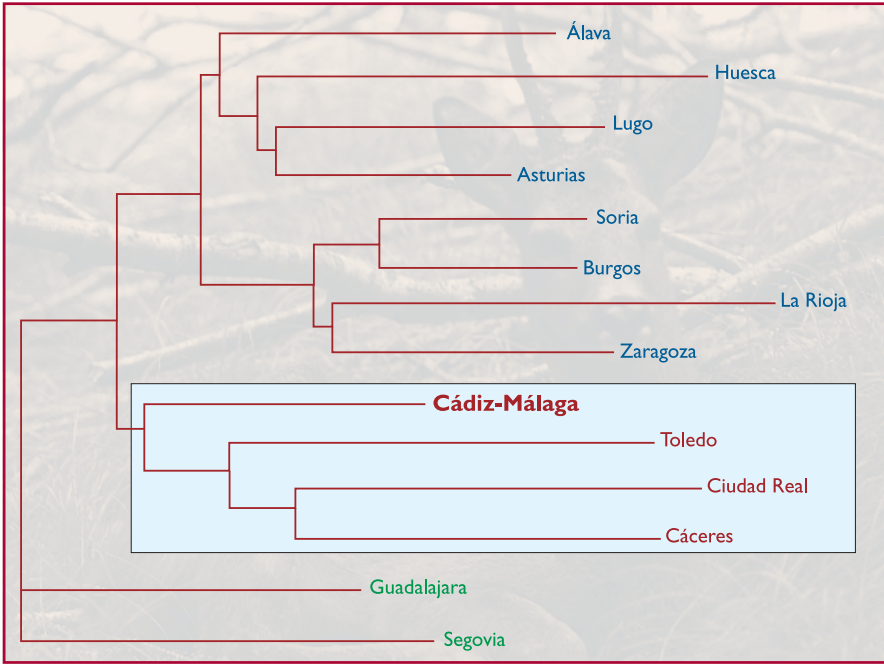 Álava
Huesca
Lugo
Asturias
Soria
Burgos
La Rioja
Zaragoza
Cádiz-Málaga
Toledo
Ciudad Real
Cáceres
Guadalajara
Segovia